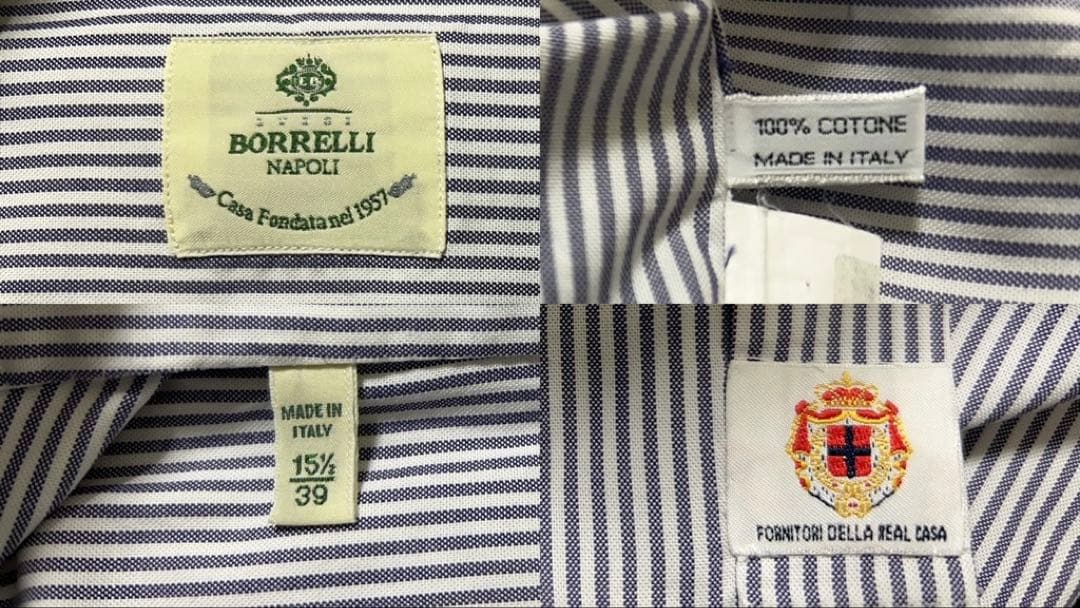 LUIGI
BORRELLI
NAPOLI
Casa Fondata nel 1957
100% COTONE
MADE IN ITALY
MADE IN
ITALY
15½
39
FORNITORI DELLA REAL CASA